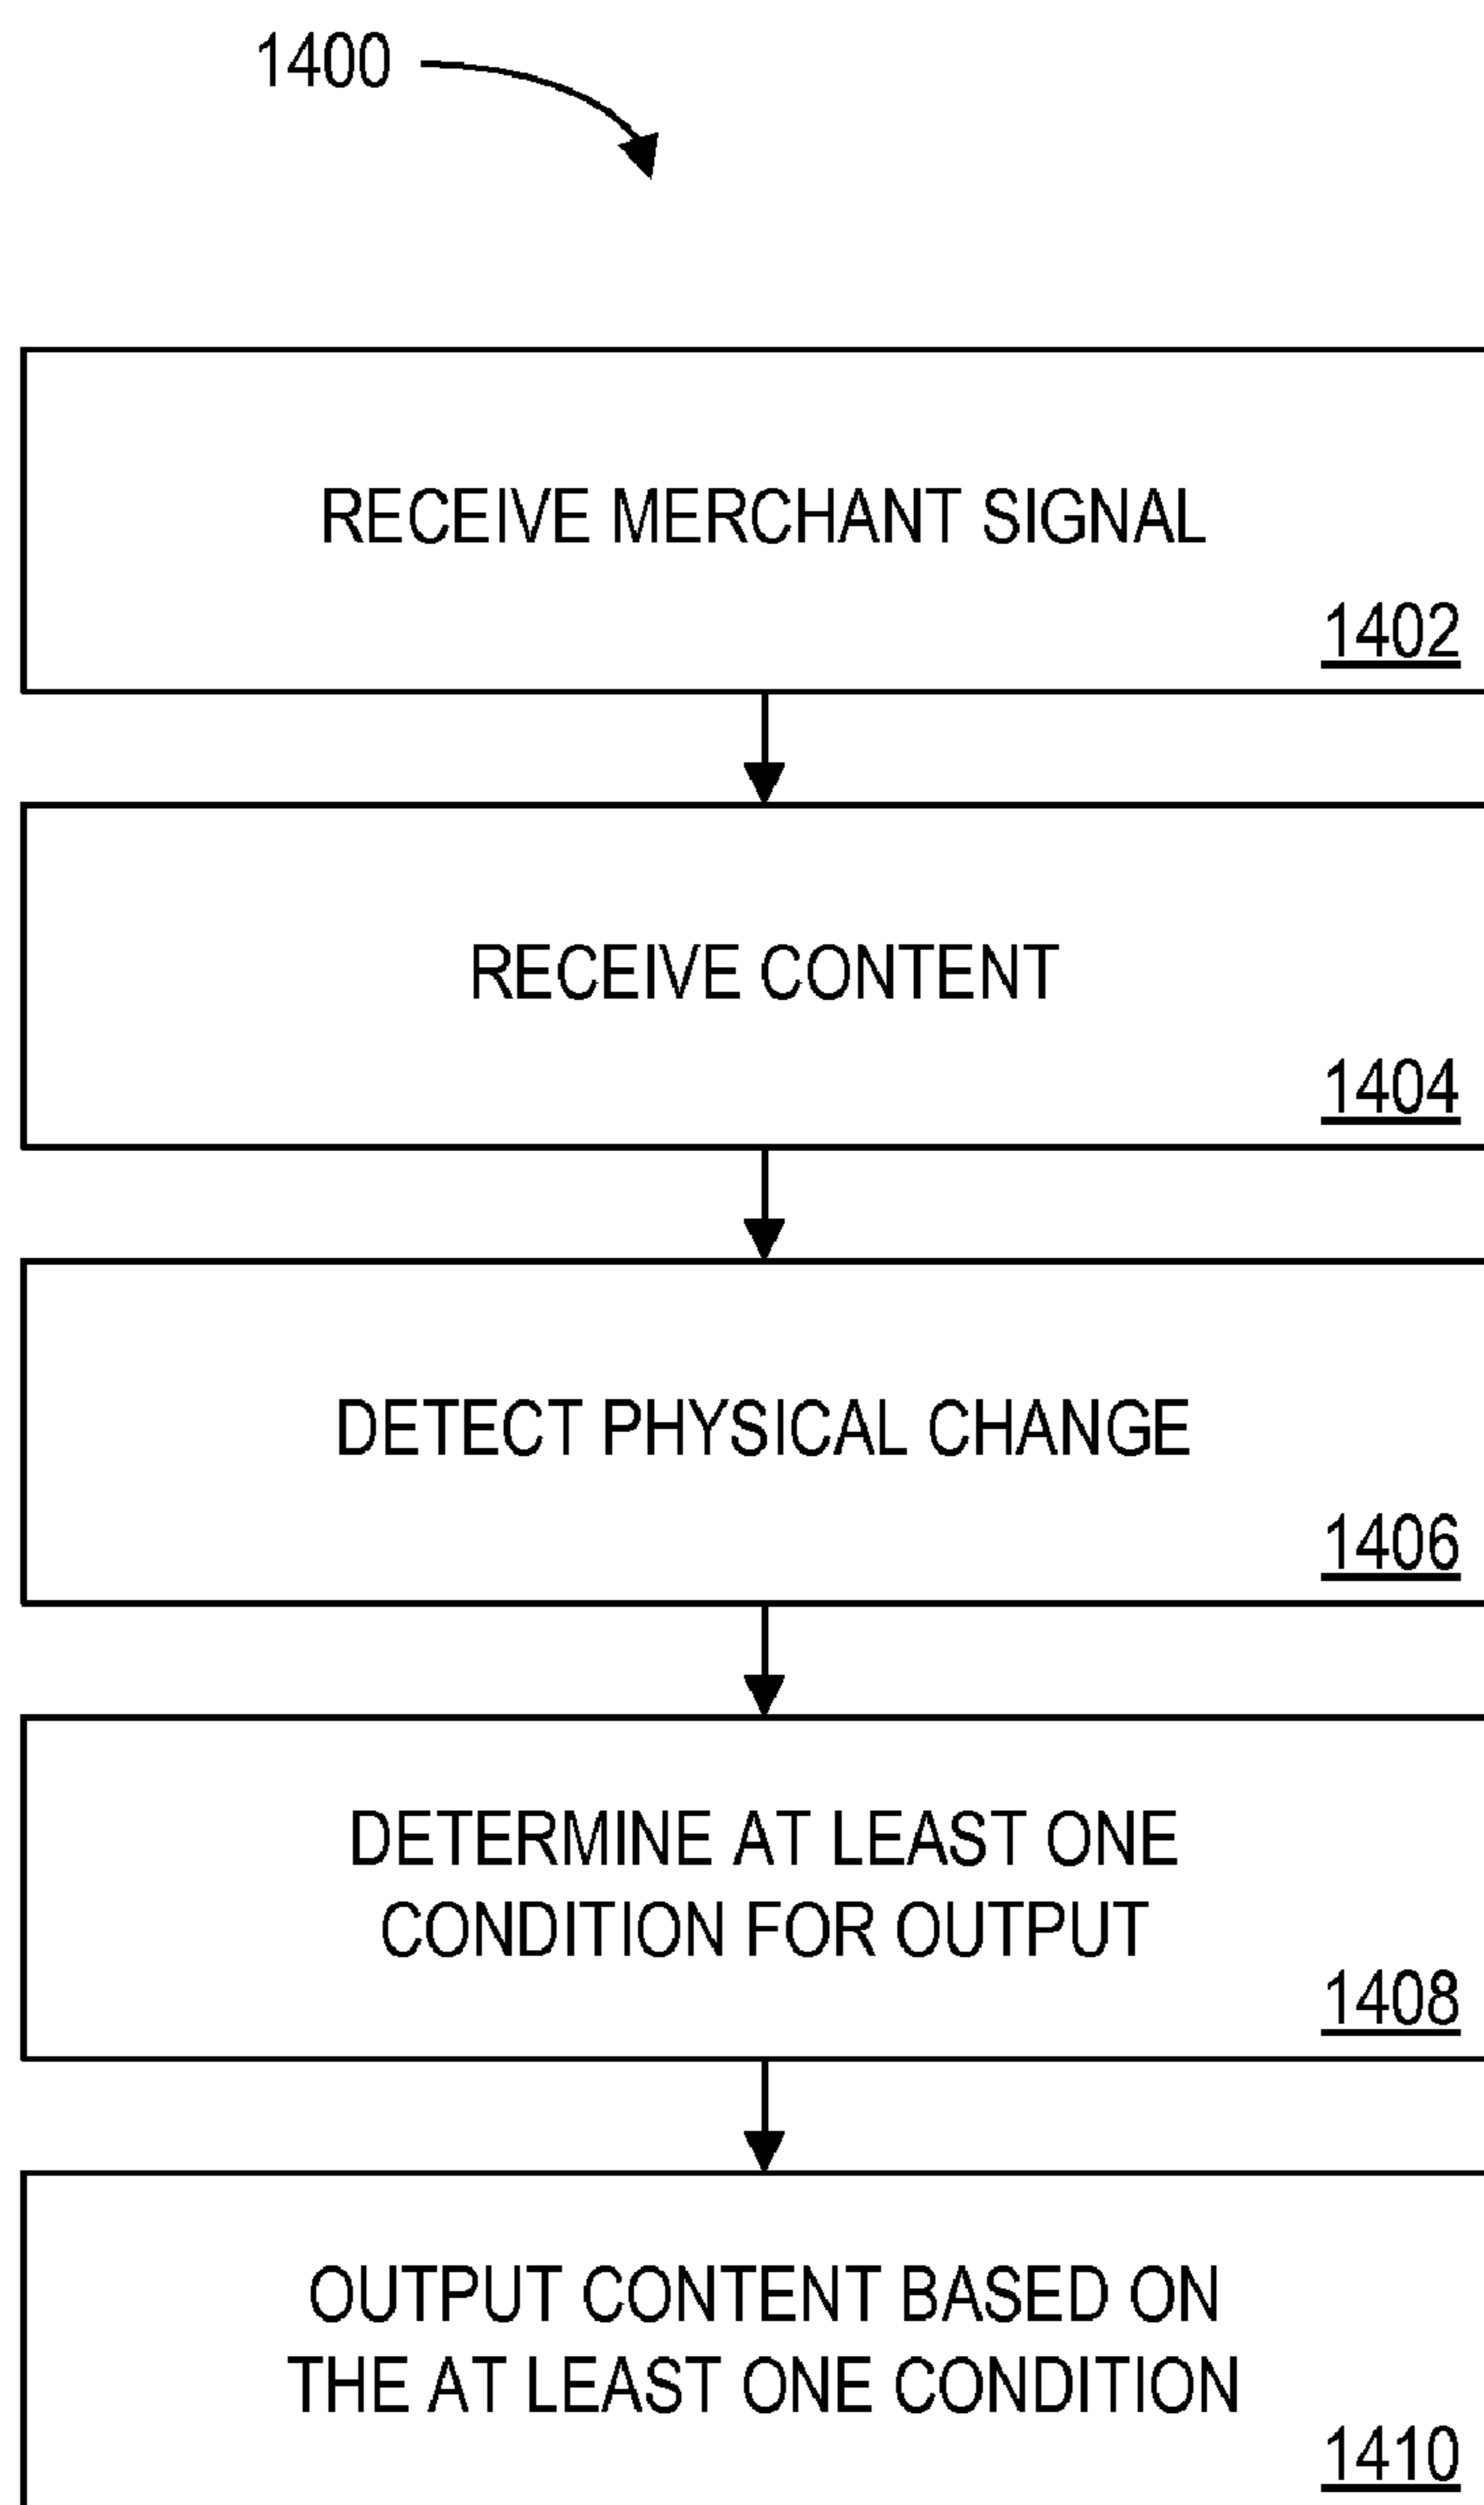 1400
RECEIVE MERCHANT SIGNAL
1402
RECEIVE CONTENT
1404
DETECT PHYSICAL CHANGE
1406
DETERMINE AT LEAST ONE
CONDITION FOR OUTPUT
1408
OUTPUT CONTENT BASED ON
THE AT LEAST ONE CONDITION
1410